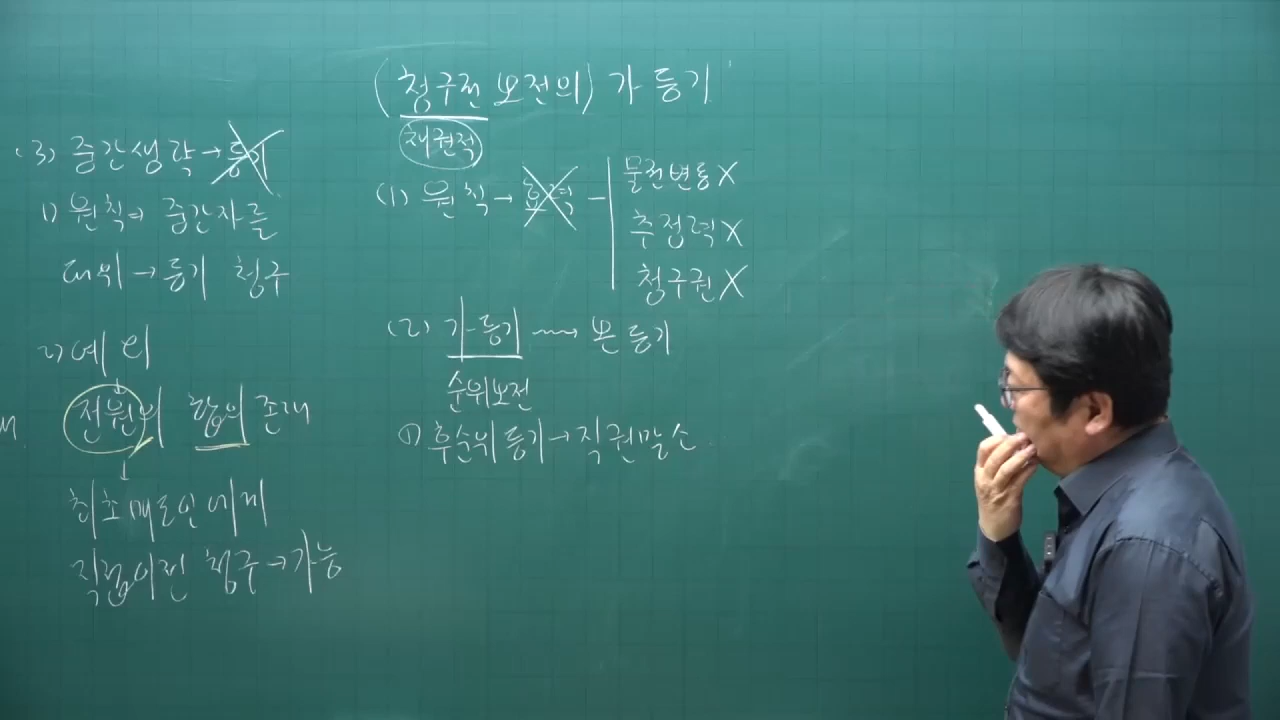 (3) 중간생략→등기
1) 원칙⇒ 중간자를
대위→등기 청구
2) 예외
전원의 합의 존재
↓
최초매도인에게
직접이전 청구→가능
(청구권 보전의) 가등기
채권적
(1) 원칙→효력
물권변동X
추정력X
청구권X
(2) 가등기 → 본등기
순위보전
1) 후순위등기→직권말소